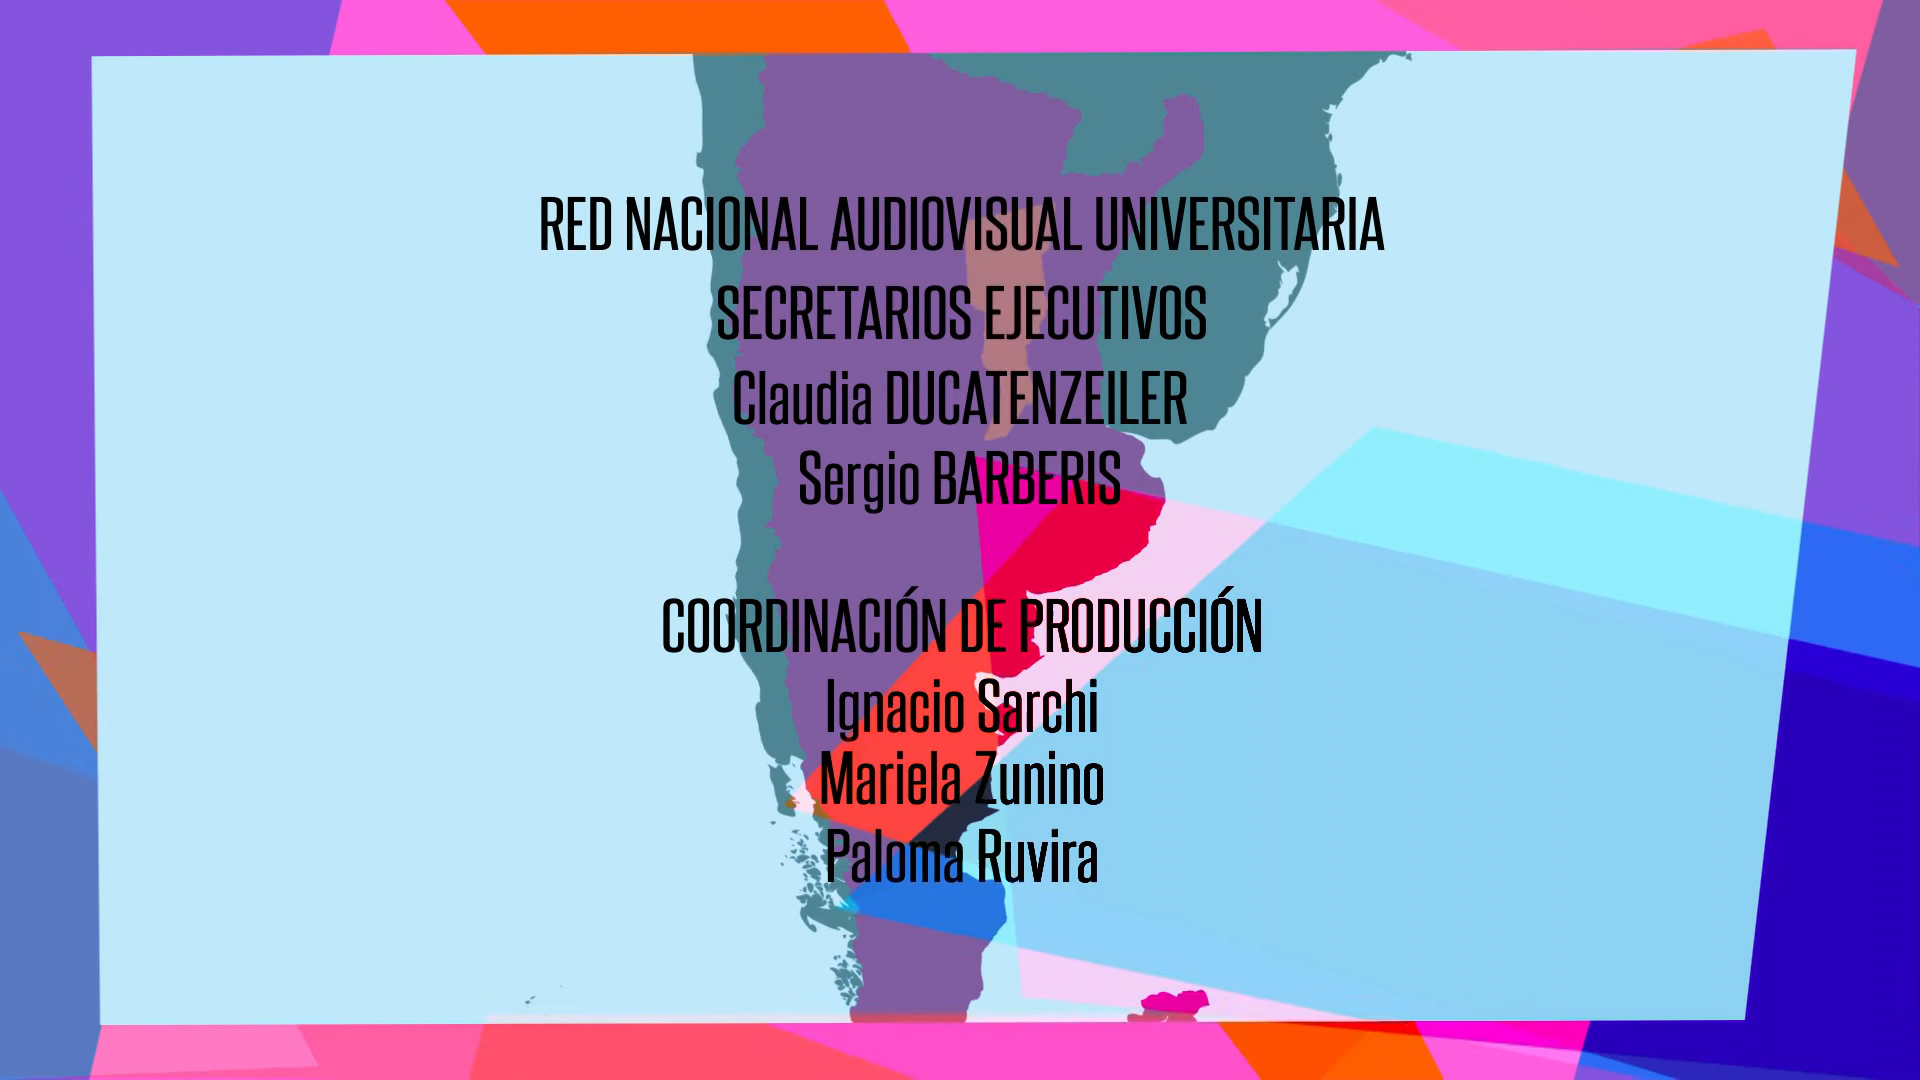 RED NACIONAL AUDIOVISUAL UNIVERSITARIA
SECRETARIOS EJECUTIVOS
Claudia DUCATENZEILER
Sergio BARBERIS
COORDINACIÓN DE PRODUCCIÓN
Ignacio Sarchi
Mariela Zunino
Paloma Ruvira